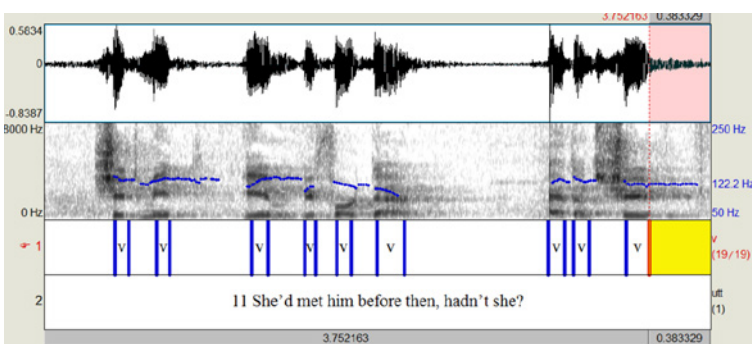 3.752163 0.383329
0.5634
0
-0.8387
8000 Hz 250 Hz
122.2 Hz
0 Hz 50 Hz
1 v v v v v v v v v v
(19/19)
2 11 She’d met him before then, hadn’t she? utt
(1)
3.752163 0.383329